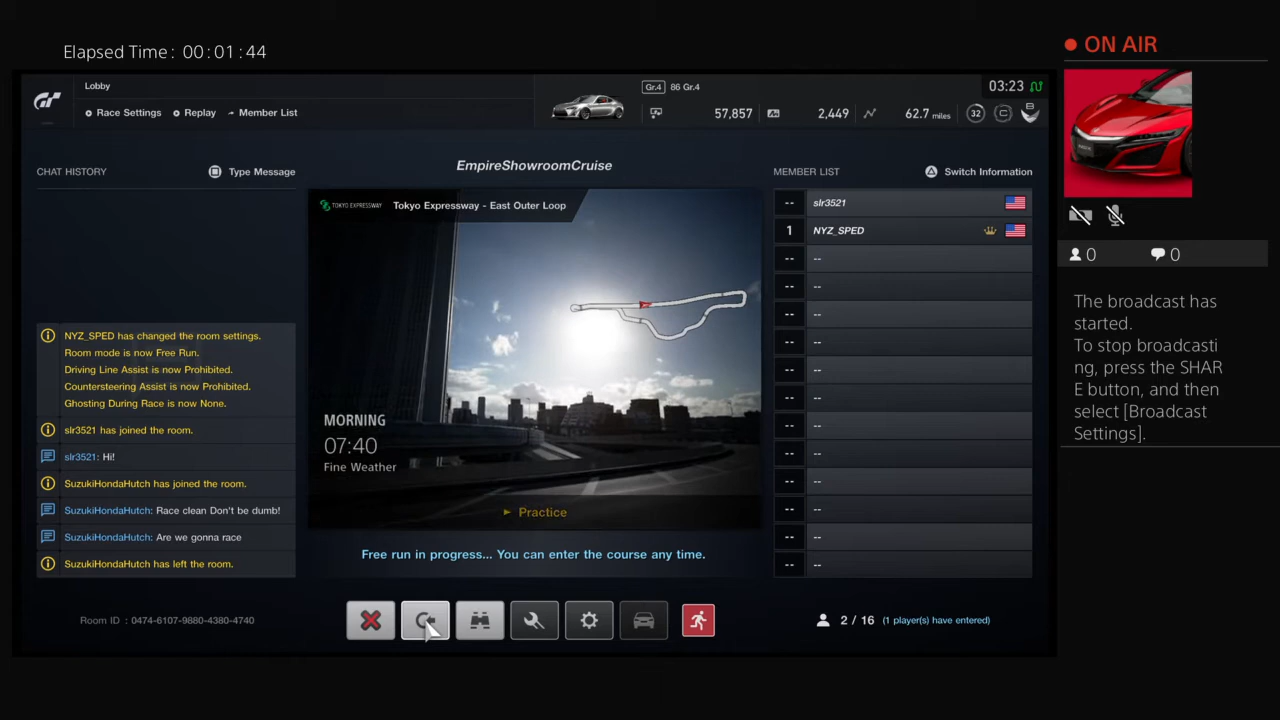 Elapsed Time: 00:01:44
ON AIR
GT
Lobby
Race Settings Replay Member List
Gr.4 86 Gr.4
57,857 2,449 62.7 miles 32 C B
03:23
CHAT HISTORY Type Message
NYZ_SPED has changed the room settings.
Room mode is now Free Run.
Driving Line Assist is now Prohibited.
Countersteering Assist is now Prohibited.
Ghosting During Race is now None.
slr3521 has joined the room.
slr3521: Hi!
SuzukiHondaHutch has joined the room.
SuzukiHondaHutch: Race clean Don't be dumb!
SuzukiHondaHutch: Are we gonna race
SuzukiHondaHutch has left the room.
Room ID : 0474-6107-9880-4380-4740
EmpireShowroomCruise
TOKYO EXPRESSWAY Tokyo Expressway - East Outer Loop
MORNING
07:40
Fine Weather
Practice
Free run in progress... You can enter the course any time.
MEMBER LIST Switch Information
-- slr3521
1 NYZ_SPED
-- --
-- --
-- --
-- --
-- --
-- --
-- --
-- --
-- --
-- --
-- --
-- --
2 / 16 (1 player(s) have entered)
0 0
The broadcast has
started.
To stop broadcasti
ng, press the SHAR
E button, and then
select [Broadcast
Settings].